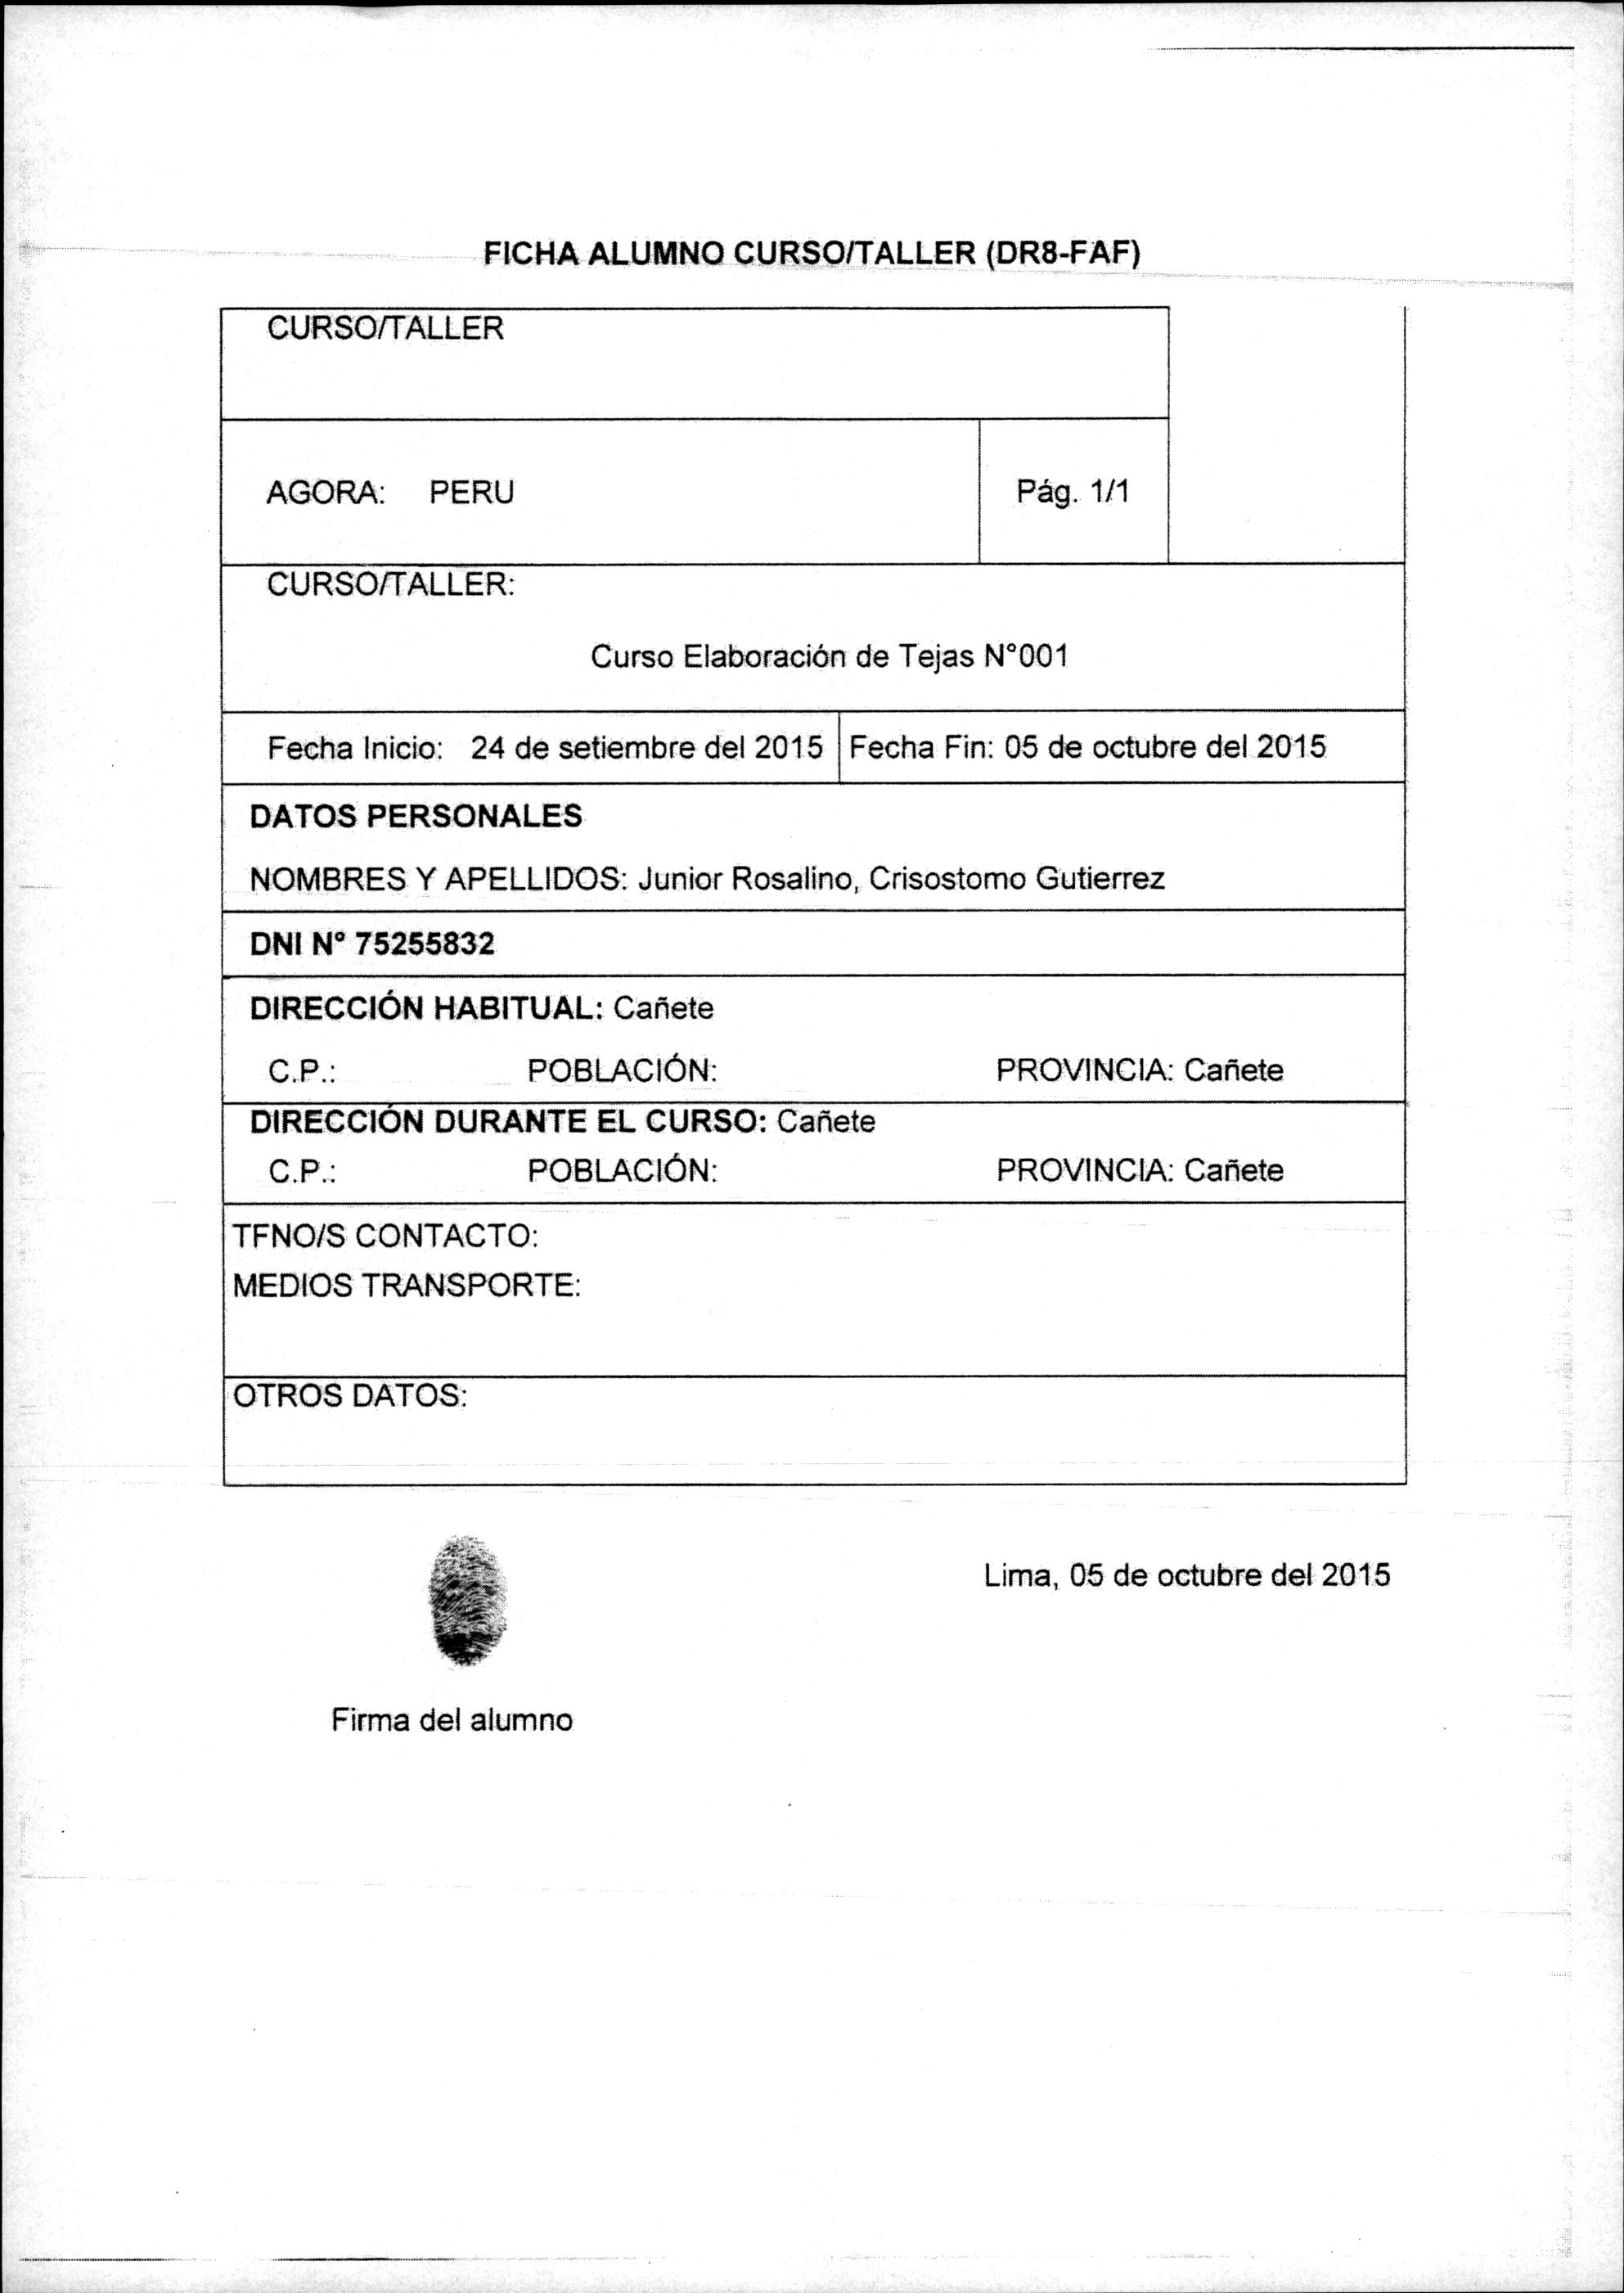 FICHA ALUMNO CURSO/TALLER (DR8-FAF)
CURSO/TALLER
AGORA: PERU
Pág. 1/1
CURSO/TALLER:
Curso Elaboración de Tejas N°001
Fecha Inicio: 24 de setiembre del 2015 Fecha Fin: 05 de octubre del 2015
DATOS PERSONALES
NOMBRES Y APELLIDOS: Junior Rosalino, Crisostomo Gutierrez
DNI N° 75255832
DIRECCIÓN HABITUAL: Cañete
C.P.: POBLACIÓN: PROVINCIA: Cañete
DIRECCIÓN DURANTE EL CURSO: Cañete
C.P.: POBLACIÓN: PROVINCIA: Cañete
TFNO/S CONTACTO:
MEDIOS TRANSPORTE:
OTROS DATOS:
Lima, 05 de octubre del 2015
Firma del alumno